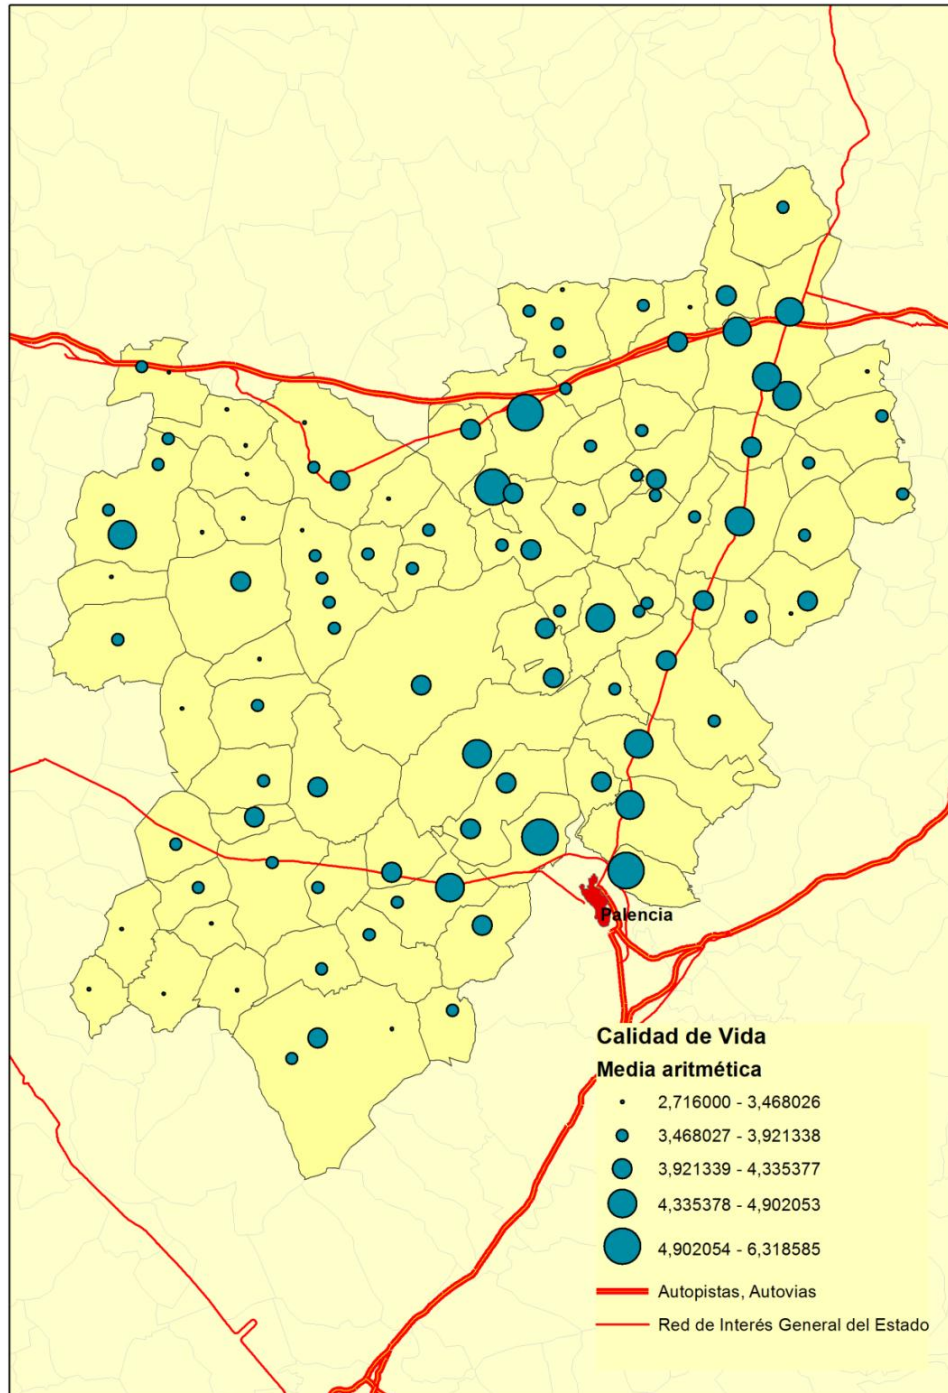 Palencia
Calidad de Vida
Media aritmética
2,716000 - 3,468026
3,468027 - 3,921338
3,921339 - 4,335377
4,335378 - 4,902053
4,902054 - 6,318585
Autopistas, Autovias
Red de Interés General del Estado